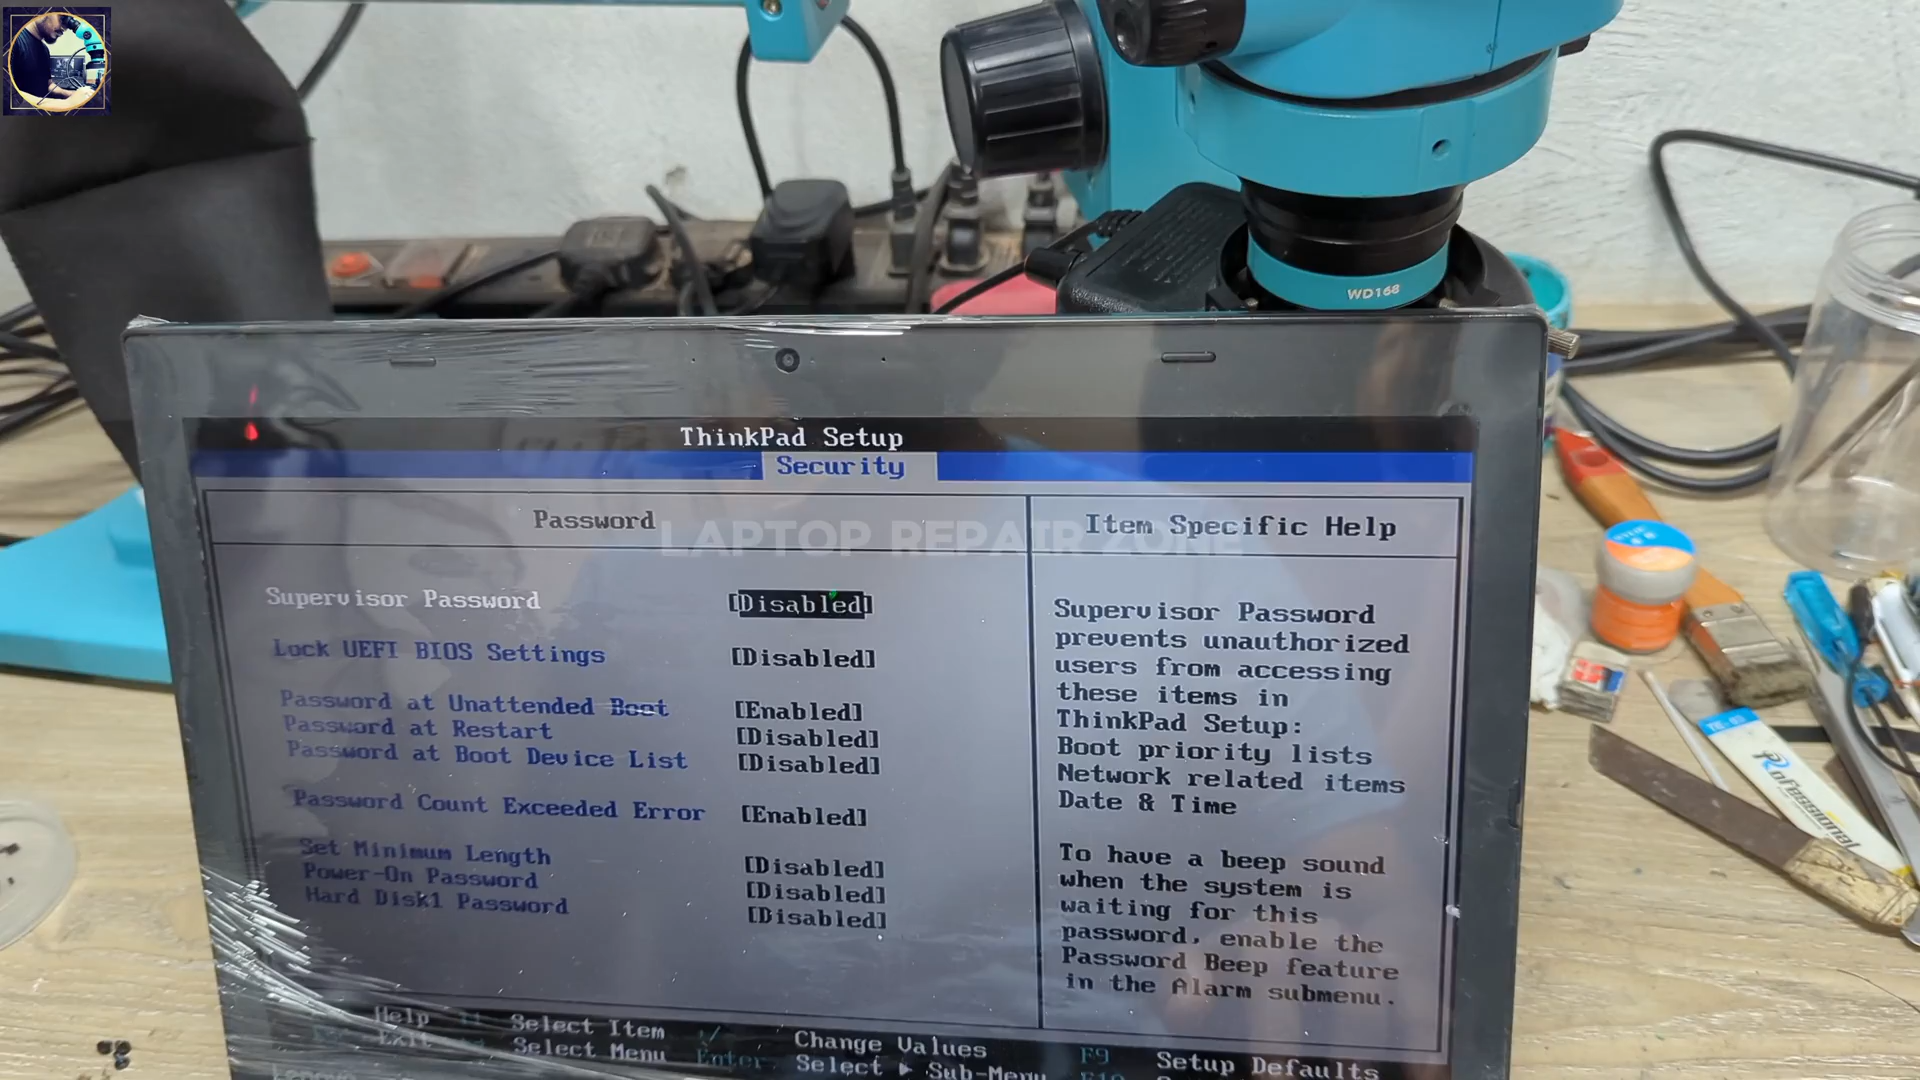 WD168
ThinkPad Setup
Security
Password
Item Specific Help
LAPTOP REPAIR ZONE
Supervisor Password [Disabled]
Lock UEFI BIOS Settings [Disabled]
Password at Unattended Boot [Enabled]
Password at Restart [Disabled]
Password at Boot Device List [Disabled]
Password Count Exceeded Error [Enabled]
Set Minimum Length [Disabled]
Power-On Password [Disabled]
Hard Disk1 Password [Disabled]
Supervisor Password
prevents unauthorized
users from accessing
these items in
ThinkPad Setup:
Boot priority lists
Network related items
Date & Time
To have a beep sound
when the system is
waiting for this
password, enable the
Password Beep feature
in the Alarm submenu.
Help Select Item Change Values F9 Setup Defaults
Exit Select Menu Enter Select ▶ Sub-Menu F10
Professional